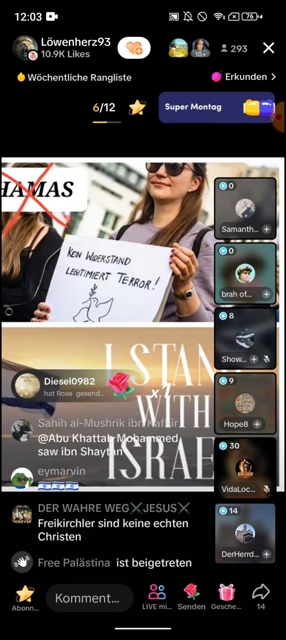 12:03
76
Löwenherz93
10.9K Likes
10+
293
Wöchentliche Rangliste
Erkunden >
6/12
Super Montag
HAMAS
KEIN WIDERSTAND
LEGITIMIERT TERROR!
I STAND
WITH
ISRAEL
0
Samanth...
0
brah of...
8
Show...
9
Hope8
30
VidaLoc...
14
DerHerrd...
Diesel0982
hat Rose gesend...
x1
Sahih al-Mushrik ibn Kafir
@Abu Khattab Mohammed
saw ibn Shaytan
eymarvin
🇮🇱🇮🇱🇮🇱
DER WAHRE WEG⚔JESUS⚔
Freikirchler sind keine echten
Christen
Free Palästina ist beigetreten
Abonn...
Komment...
LIVE mi...
Senden
Gesche...
14